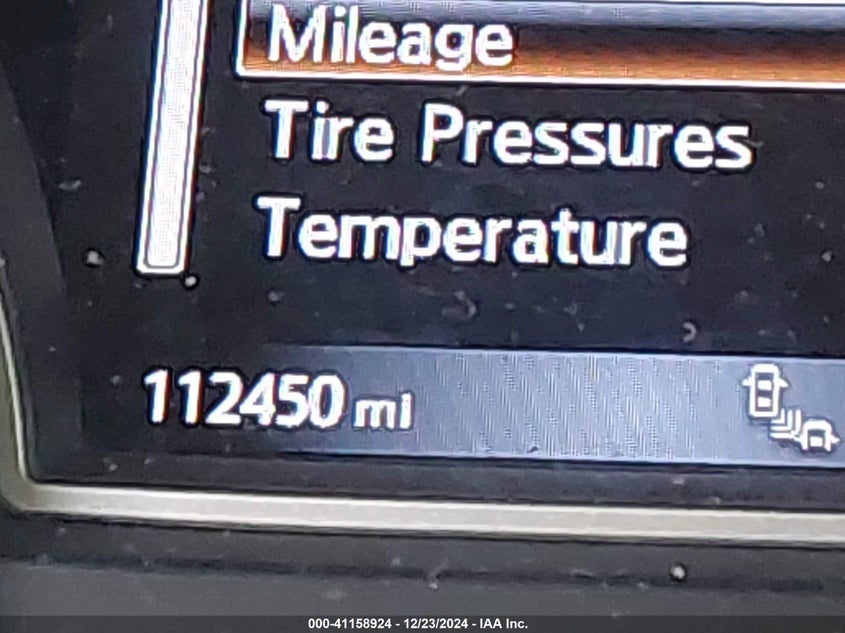 Mileage
Tire Pressures
Temperature
112450 mi
000-41158924 - 12/23/2024 - IAA Inc.